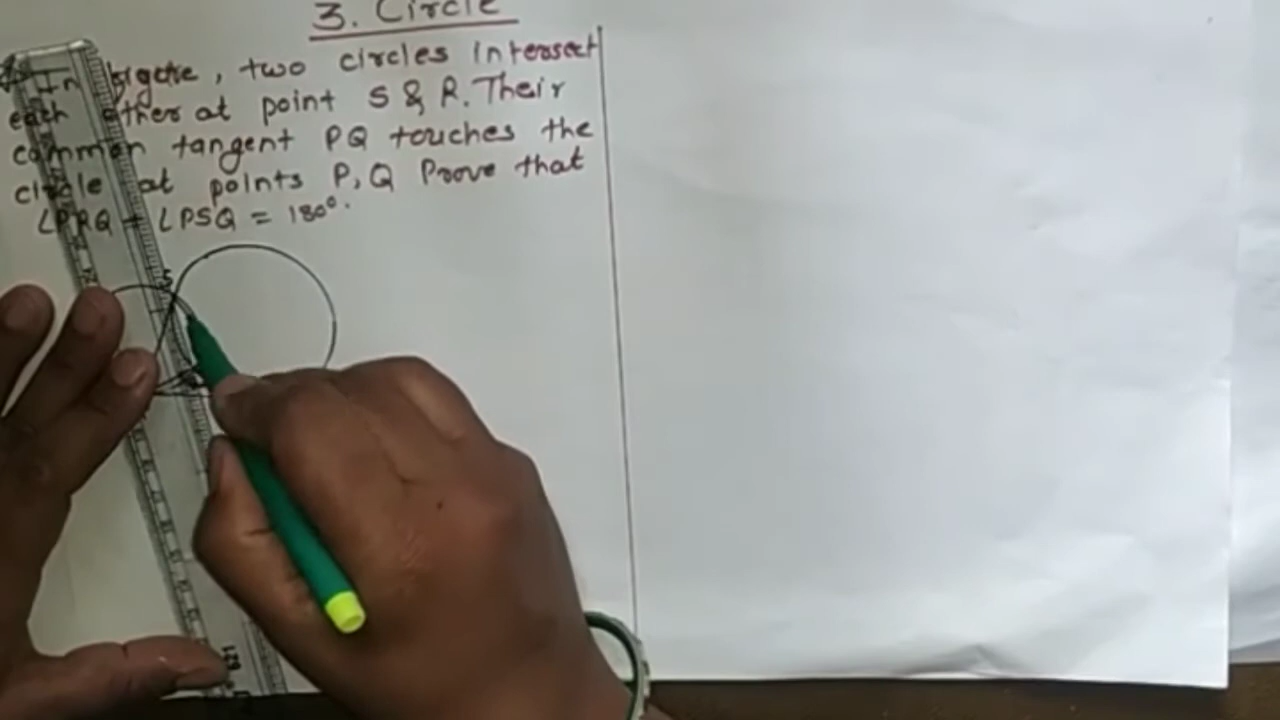 3. Circle
In figure, two circles intersect
each other at point S & R. Their
common tangent PQ touches the
circle at points P, Q Prove that
∠PRQ + ∠PSQ = 180°.
S